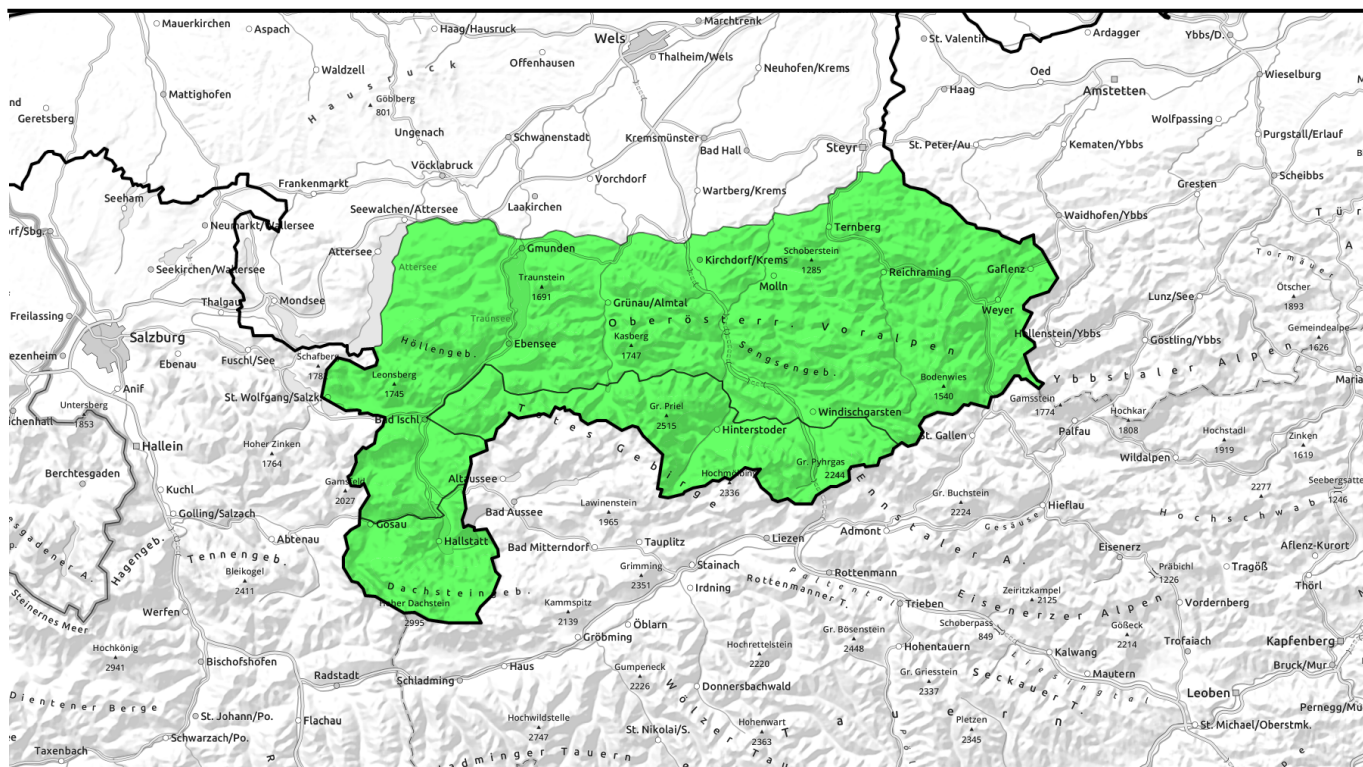 Mauerkirchen
Aspach
Haag/Hausruck
Marchtrenk
Wels
St. Valentin
Ardagger
Ybbs/D.
Waldzell
Offenhausen
Thalheim/Wels
Neuhofen/Krems
Oed
Wieselburg
Mattighofen
Hausruck
Göblberg
801
Haag
Amstetten
Geretsberg
Ungenach
Schwanenstadt
Kremsmünster
Bad Hall
Steyr
St. Peter/Au
Kematen/Ybbs
Wolfpassing
Purgstall/Erlauf
Vöcklabruck
Frankenmarkt
Vorchdorf
Wartberg/Krems
Gresten
Scheibbs
Seeham
Seewalchen/Attersee
Laakirchen
Waidhofen/Ybbs
Neumarkt/Wallersee
Ternberg
Attersee
Gmunden
Schoberstein
1285
Seekirchen/Wallersee
Attersee
Traunstein
1691
Kirchdorf/Krems
Molln
Reichraming
Gaflenz
Tormäuer
Ötscher
1893
Thalgau
Mondsee
Grünau/Almtal
Weyer
Lunz/See
Freilassing
Salzburg
Traunsee
Oberösterr. Voralpen
Hollenstein/Ybbs
Göstling/Ybbs
Gemeindealpe
1626
Ebenau
Fuschl/See
Schafberg
Höllengeb.
Ebensee
Kasberg
1747
Sengsengeb.
Ybbstaler Alpen
Anif
Leonsberg
1745
Bodenwies
1540
Untersberg
1853
St. Wolfgang/Salzk
Gamsstein
1774
Hochkar
1808
Bad Ischl
Totes Gebirge
Gr. Priel
2515
Windischgarsten
Hallein
Hoher Zinken
1764
Hinterstoder
St. Gallen
Palfau
Hochstadl
1919
Zinken
1619
Wildalpen
Berchtesgaden
Gamsfeld
2027
Altaussee
Hochmölbing
2336
Gr. Pyhrgas
2244
Kuchl
Lawinenstein
1965
Ennstaler A.
Gr. Buchstein
2224
2277
1246
Golling/Salzach
Bad Aussee
Hieflau
Hochschwab
Gosau
Gesäuse
Abtenau
Hallstatt
Bad Mitterndorf
Tauplitz
Liezen
Admont
Eisenerz
Aflenz-Kurort
Hagengeb.
Tennengeb.
Bleikogel
2411
Grimming
2351
Stainach
Rottenmann
Präbichl
1226
Tragöß
Irdning
Paltental
Rottenmanner T.
Zeiritzkampel
2125
Thörl
Steinernes Meer
Dachsteingeb.
Hoher Dachstein
2995
Kammspitz
2139
Trieben
Eisenerzer Alpen
Vordernberg
Werfen
Öblarn
Gr. Bösenstein
2448
Schoberpass
849
Gößeck
2214
Gröbming
Trofaiach
Kapfenberg
Hochkönig
2941
Hochrettelstein
2220
Hohentauern
Kalwang
Bruck/Mur
Bischofshofen
Haus
Gumpeneck
2226
Gr. Griesstein
2337
Liesingtal
Mautern
Radstadt
Schladming
Donnersbachwald
Seckauer T.
Leoben
Dientener Berge
Wölzer
Pernegg/Mu
St. Johann/Po.
Flachau
Hochwildstelle
2747
St. Nikolai/S.
Hohenwart
2363
Pletzen
2345
St. Michael/Oberstmk.
Schwarzach/Po.
Taxenbach